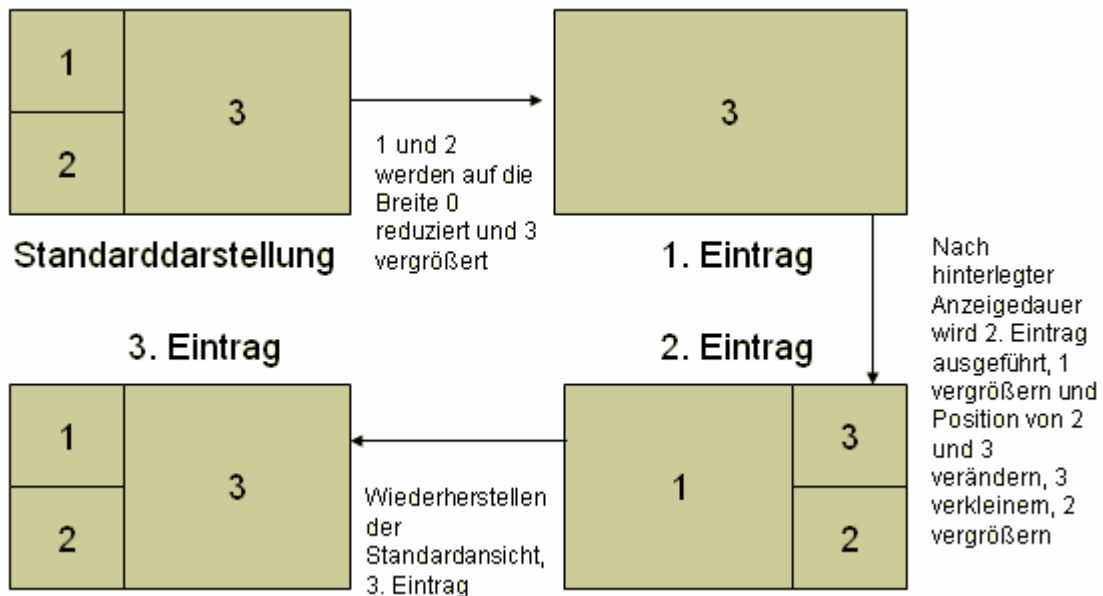 1
2
3
Standarddarstellung
1 und 2
werden auf die
Breite 0
reduziert und 3
vergrößert
3
1. Eintrag
Nach
hinterlegter
Anzeigedauer
wird 2. Eintrag
ausgeführt, 1
vergrößern und
Position von 2
und 3
verändern, 3
verkleinern, 2
vergrößern
2. Eintrag
1
3
2
Wiederherstellen
der
Standardansicht,
3. Eintrag
3. Eintrag
1
2
3